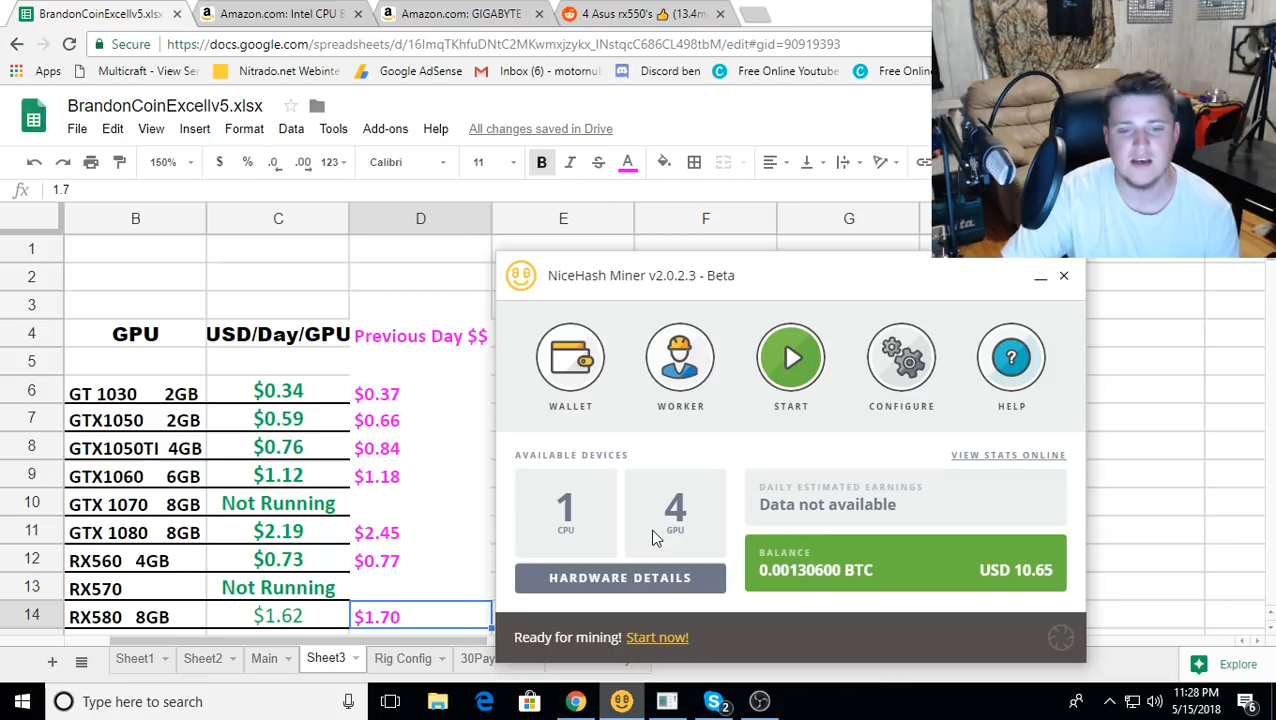 BrandonCoinExcellv5.xlsx
Amazon.com: Intel CPU B
Amazon.com: GIGABYTE
4 Asus rx550's 👍 (13.4m
Secure
https://docs.google.com/spreadsheets/d/16ImqTKhfuDNtC2MKwmxjzykx_INstqcC686CL498tbM/edit#gid=90919393
Apps
Multicraft - View Ser
Nitrado.net Webinte
Google AdSense
Inbox (6) - motornu
Discord ben
Free Online Youtube
Free Onlin
BrandonCoinExcellv5.xlsx
File Edit View Insert Format Data Tools Add-ons Help All changes saved in Drive
150% $ % .0 .00 123 Calibri 11 B I S A
fx 1.7
B C D E F G
1
2
3
4 GPU USD/Day/GPU Previous Day $$
5
6 GT 1030 2GB $0.34 $0.37
7 GTX1050 2GB $0.59 $0.66
8 GTX1050TI 4GB $0.76 $0.84
9 GTX1060 6GB $1.12 $1.18
10 GTX 1070 8GB Not Running
11 GTX 1080 8GB $2.19 $2.45
12 RX560 4GB $0.73 $0.77
13 RX570 Not Running
14 RX580 8GB $1.62 $1.70
NiceHash Miner v2.0.2.3 - Beta
WALLET WORKER START CONFIGURE HELP
AVAILABLE DEVICES
VIEW STATS ONLINE
1
CPU
4
GPU
DAILY ESTIMATED EARNINGS
Data not available
BALANCE
0.00130600 BTC USD 10.65
HARDWARE DETAILS
Ready for mining! Start now!
Sheet1 Sheet2 Main Sheet3 Rig Config 30Pay
Explore
Type here to search
2
11:28 PM
5/15/2018
6